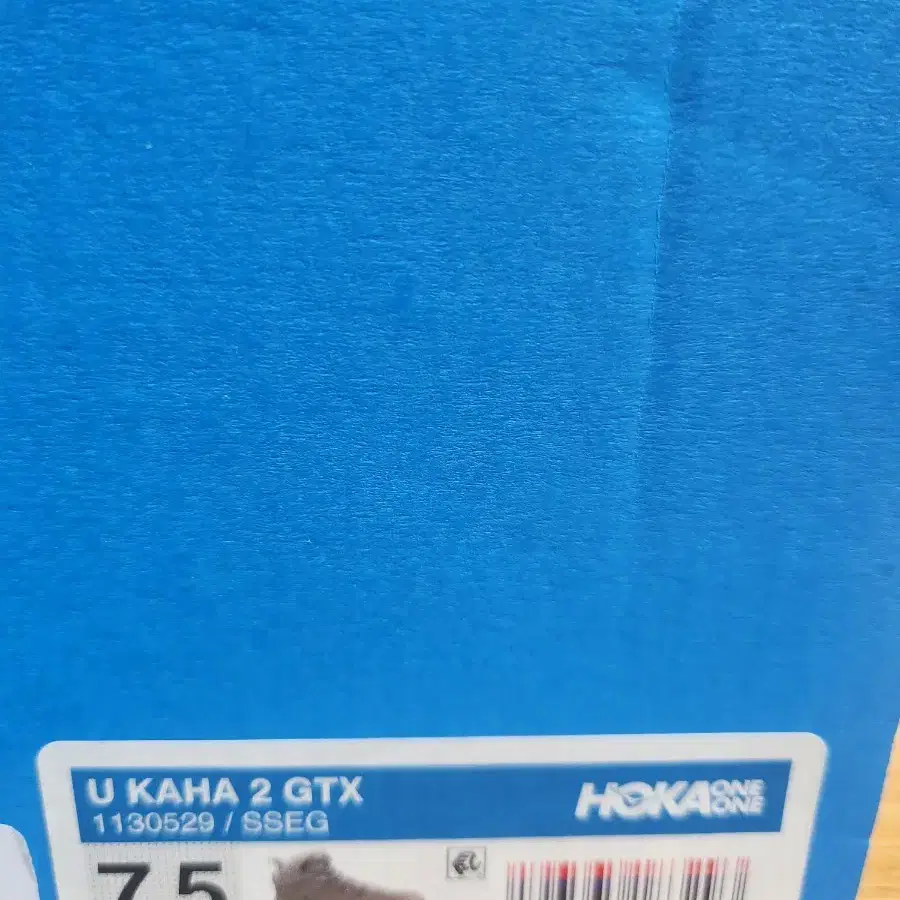 U KAHA 2 GTX
HOKA ONE ONE
1130529 / SSEG
7.5